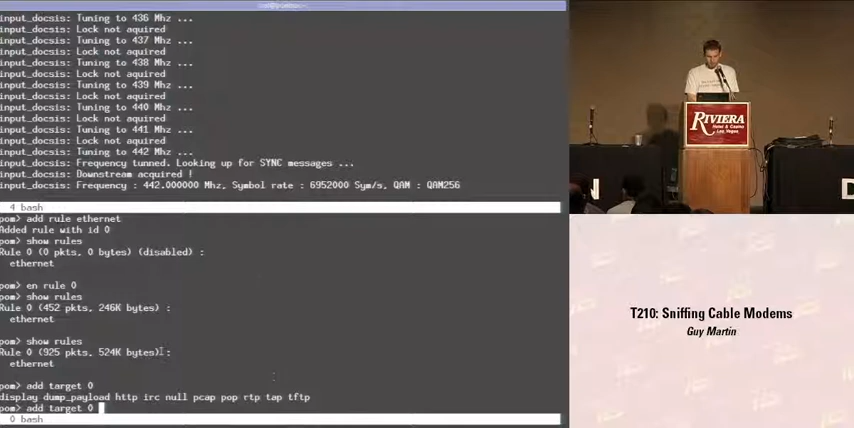 input_docsis: Tuning to 436 Mhz ...
input_docsis: Lock not aquired
input_docsis: Tuning to 437 Mhz ...
input_docsis: Lock not aquired
input_docsis: Tuning to 438 Mhz ...
input_docsis: Lock not aquired
input_docsis: Tuning to 439 Mhz ...
input_docsis: Lock not aquired
input_docsis: Tuning to 440 Mhz ...
input_docsis: Lock not aquired
input_docsis: Tuning to 441 Mhz ...
input_docsis: Lock not aquired
input_docsis: Tuning to 442 Mhz ...
input_docsis: Frequency tunned. Looking up for SYNC messages ...
input_docsis: Downstream acquired !
input_docsis: Frequency : 442.000000 Mhz, Symbol rate : 6952000 Sym/s, QAM : QAM256
4 bash
pom> add rule ethernet
Added rule with id 0
pom> show rules
Rule 0 (0 pkts, 0 bytes) (disabled) :
ethernet
pom> en rule 0
pom> show rules
Rule 0 (452 pkts, 246K bytes) :
ethernet
pom> show rules
Rule 0 (925 pkts, 524K bytes) :
ethernet
pom> add target 0
display dump_payload http irc null pcap pop rtp tap tftp
pom> add target 0
0 bash
RIVIERA
Hotel & Casino
Las Vegas
N
D
T210: Sniffing Cable Modems
Guy Martin